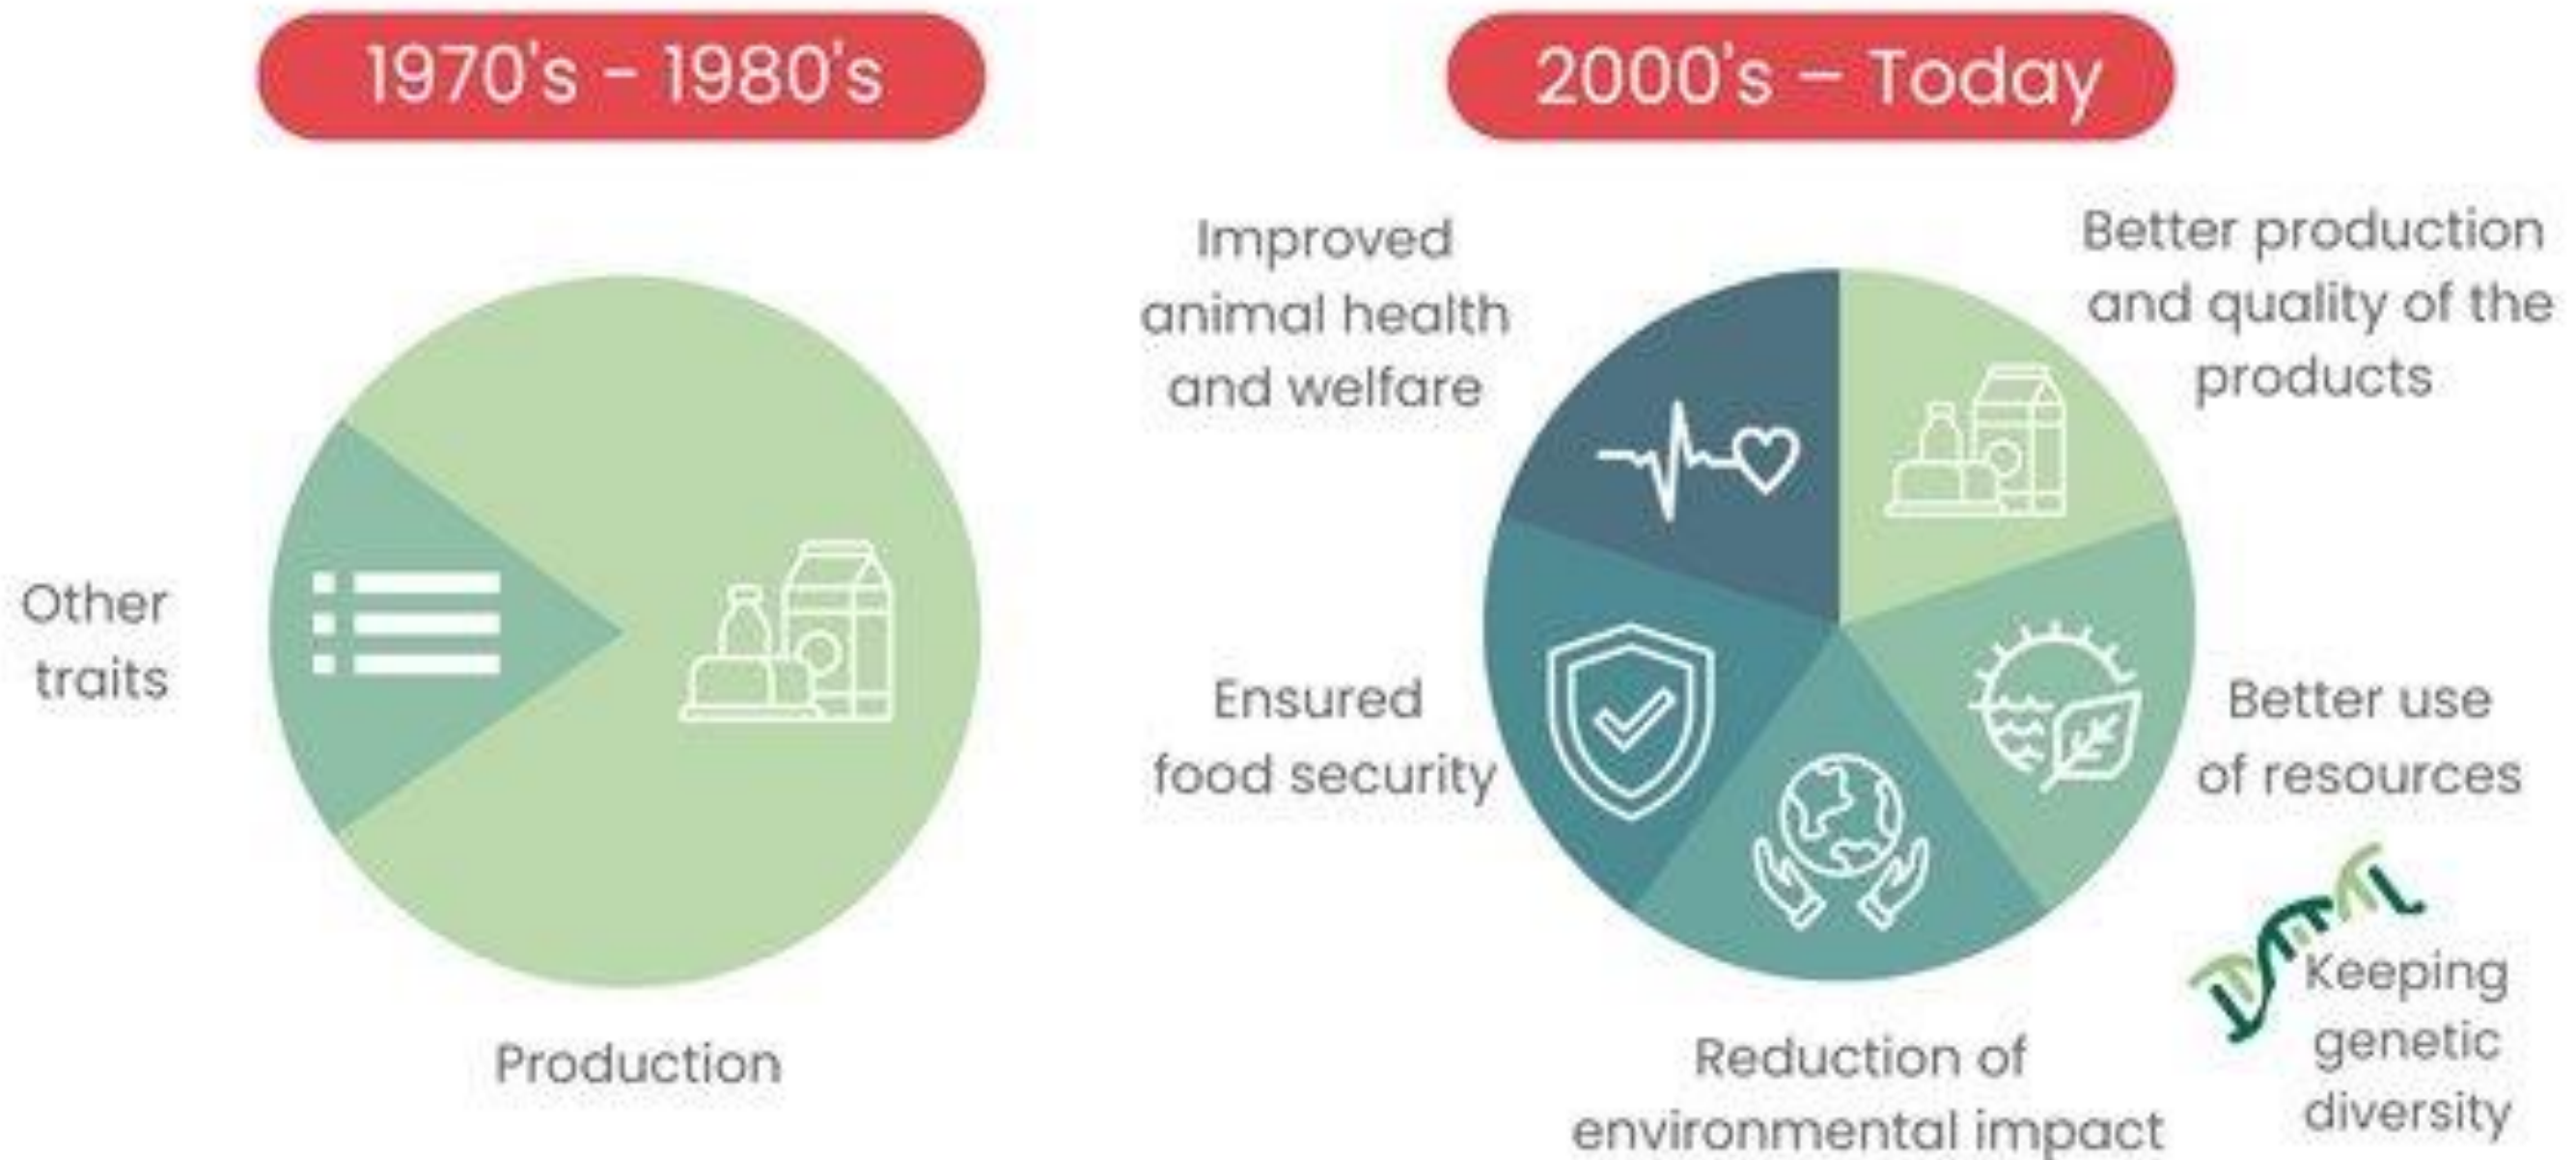 1970's - 1980's
Other
traits
Production
2000's – Today
Improved
animal health
and welfare
Better production
and quality of the
products
Ensured
food security
Better use
of resources
Reduction of
environmental impact
Keeping
genetic
diversity